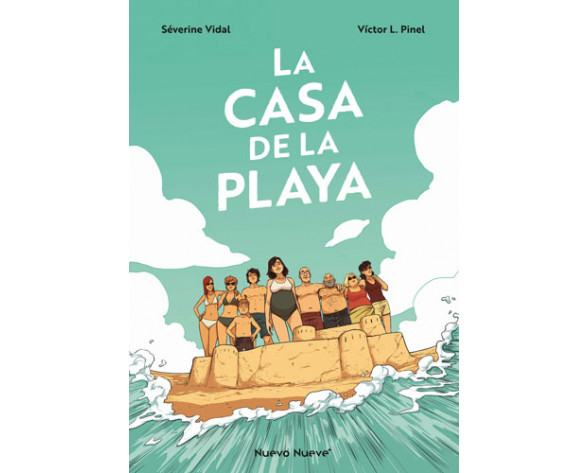 Séverine Vidal
Víctor L. Pinel
LA
CASA
DE LA
PLAYA
Nuevo Nueve